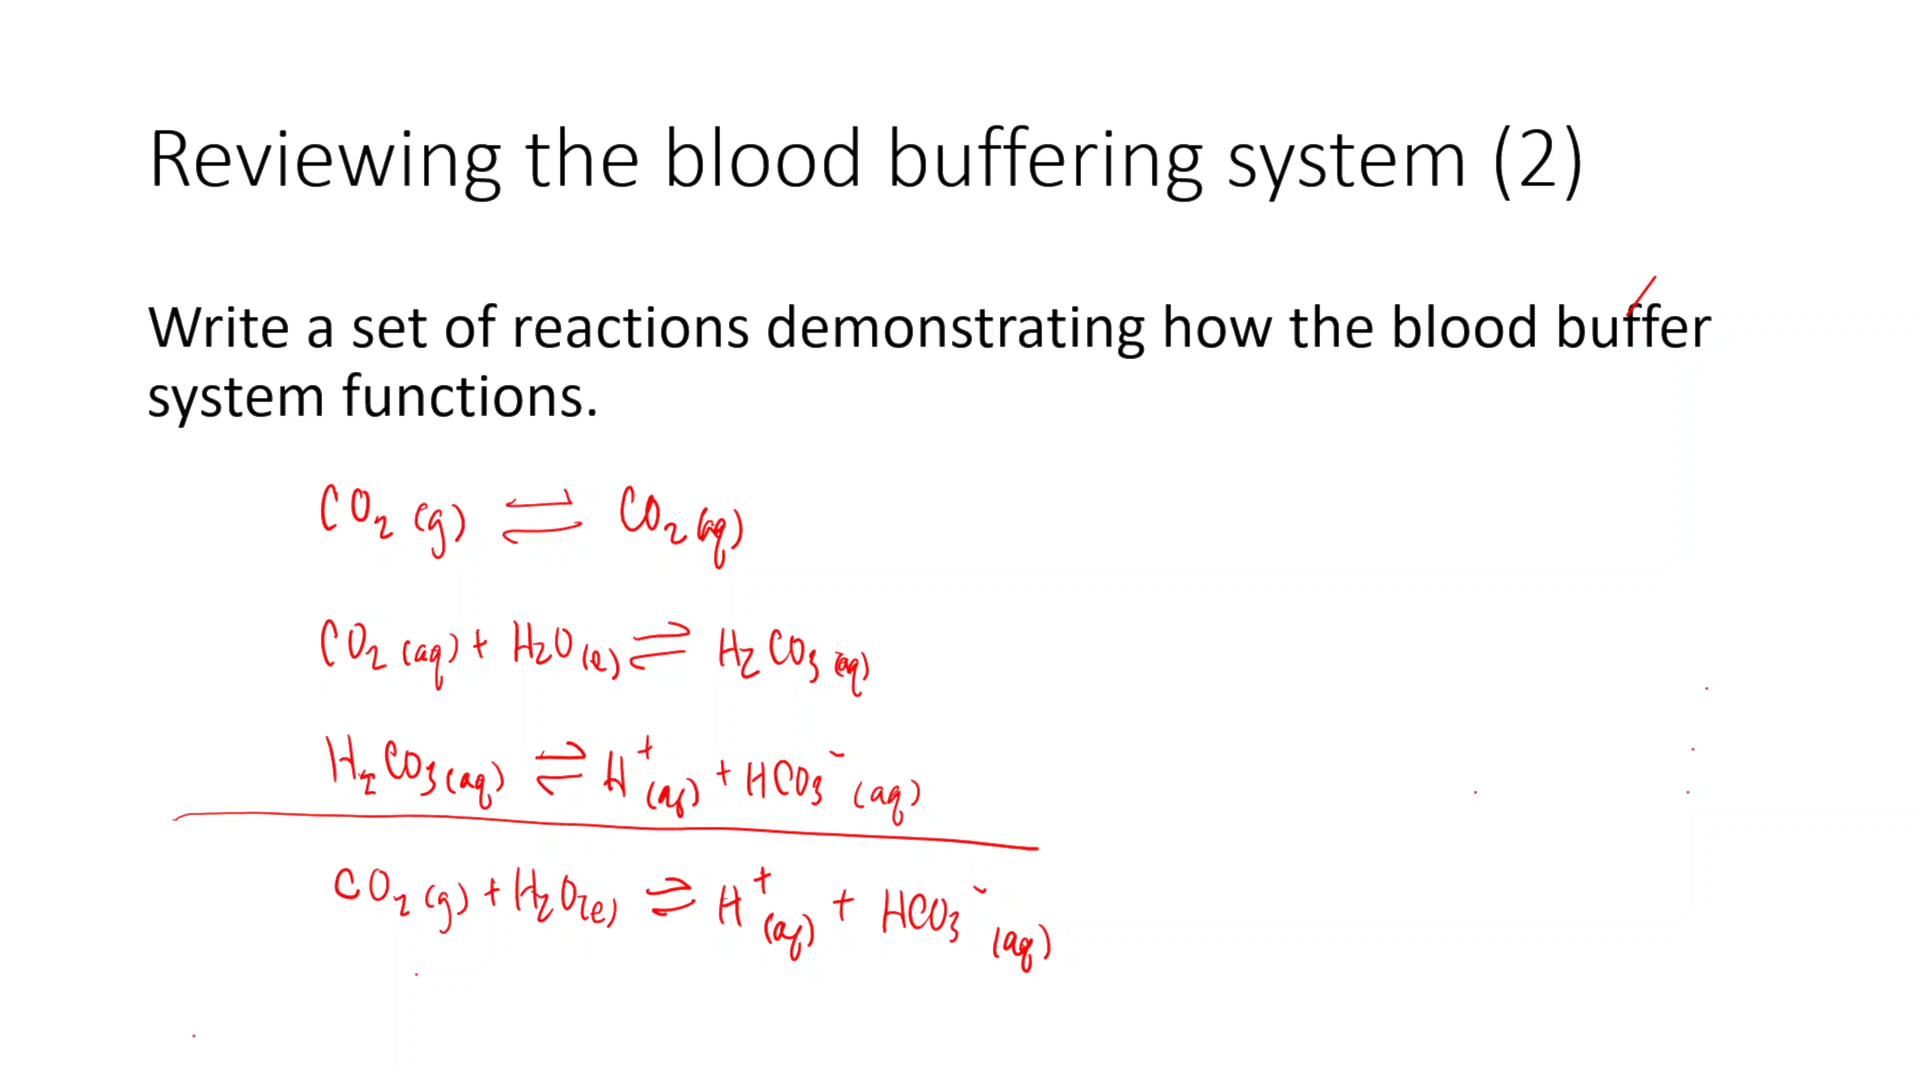 Reviewing the blood buffering system (2)
Write a set of reactions demonstrating how the blood buffer
system functions.
CO₂ (g) ⇌ CO₂ (aq)
CO₂ (aq) + H₂O (l) ⇌ H₂CO₃ (aq)
H₂CO₃ (aq) ⇌ H⁺ (aq) + HCO₃⁻ (aq)
CO₂ (g) + H₂O (l) ⇌ H⁺ (aq) + HCO₃⁻ (aq)